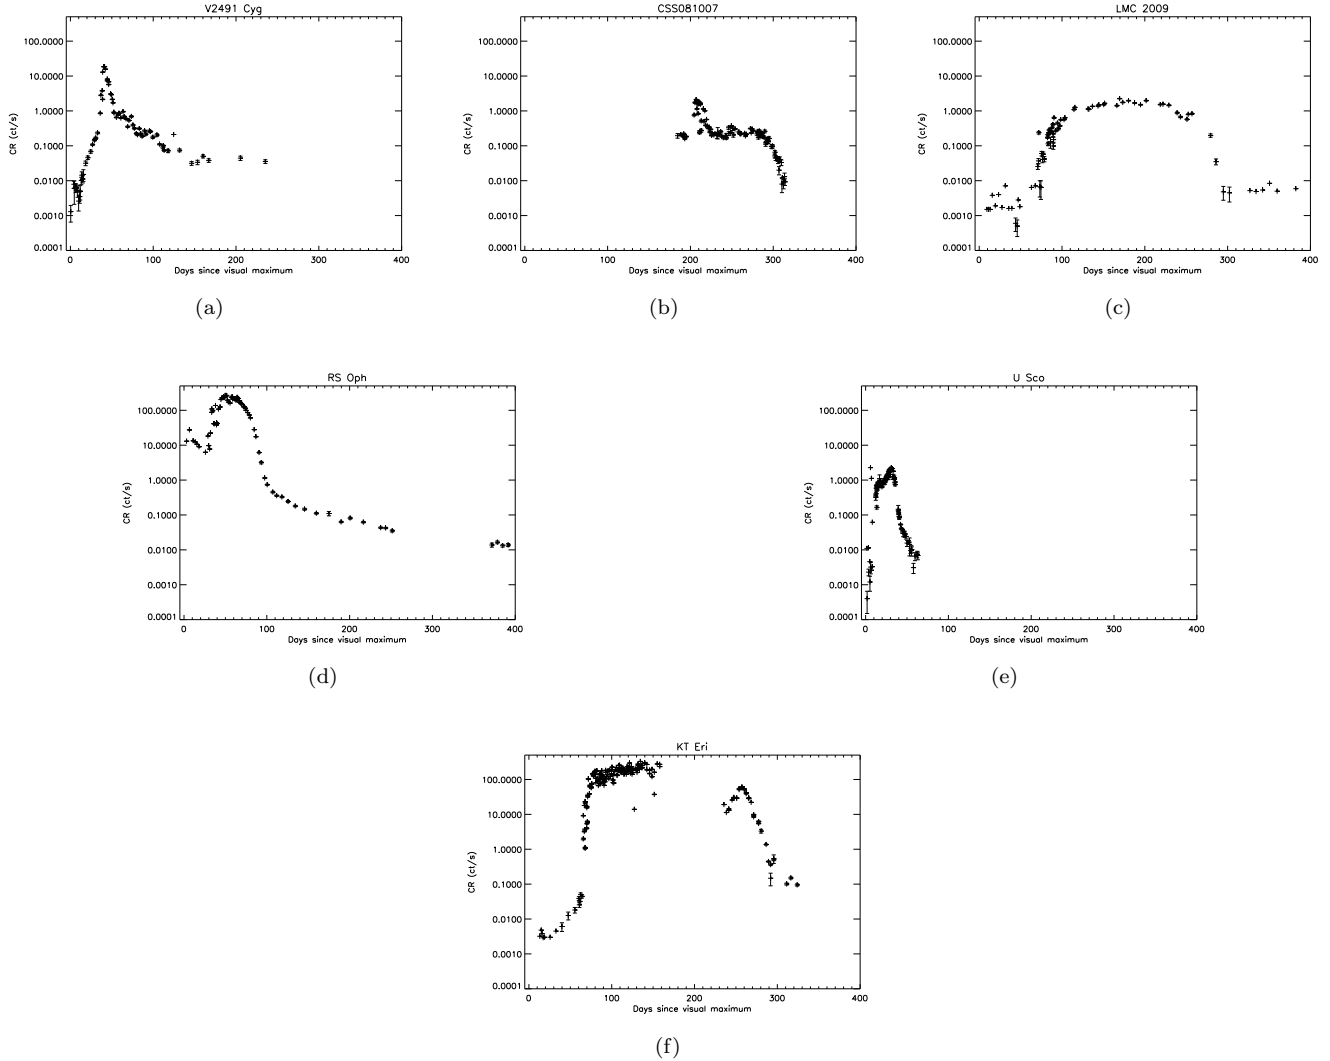 V2491 Cyg
CR (ct/s)
100.0000
10.0000
1.0000
0.1000
0.0100
0.0010
0.0001
0 100 200 300 400
Days since visual maximum
(a)
CSS081007
CR (ct/s)
100.0000
10.0000
1.0000
0.1000
0.0100
0.0010
0.0001
0 100 200 300 400
Days since visual maximum
(b)
LMC 2009
CR (ct/s)
100.0000
10.0000
1.0000
0.1000
0.0100
0.0010
0.0001
0 100 200 300 400
Days since visual maximum
(c)
RS Oph
CR (ct/s)
100.0000
10.0000
1.0000
0.1000
0.0100
0.0010
0.0001
0 100 200 300 400
Days since visual maximum
(d)
U Sco
CR (ct/s)
100.0000
10.0000
1.0000
0.1000
0.0100
0.0010
0.0001
0 100 200 300 400
Days since visual maximum
(e)
KT Eri
CR (ct/s)
100.0000
10.0000
1.0000
0.1000
0.0100
0.0010
0.0001
0 100 200 300 400
Days since visual maximum
(f)